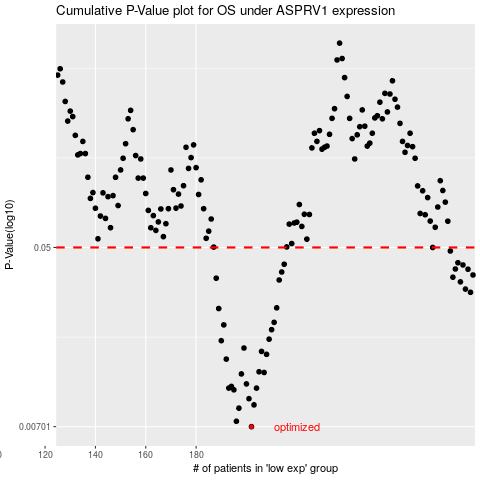 Cumulative P-Value plot for OS under ASPRV1 expression
P-Value(log10)
0.05
0.00701
optimized
0 120 140 160 180
# of patients in 'low exp' group